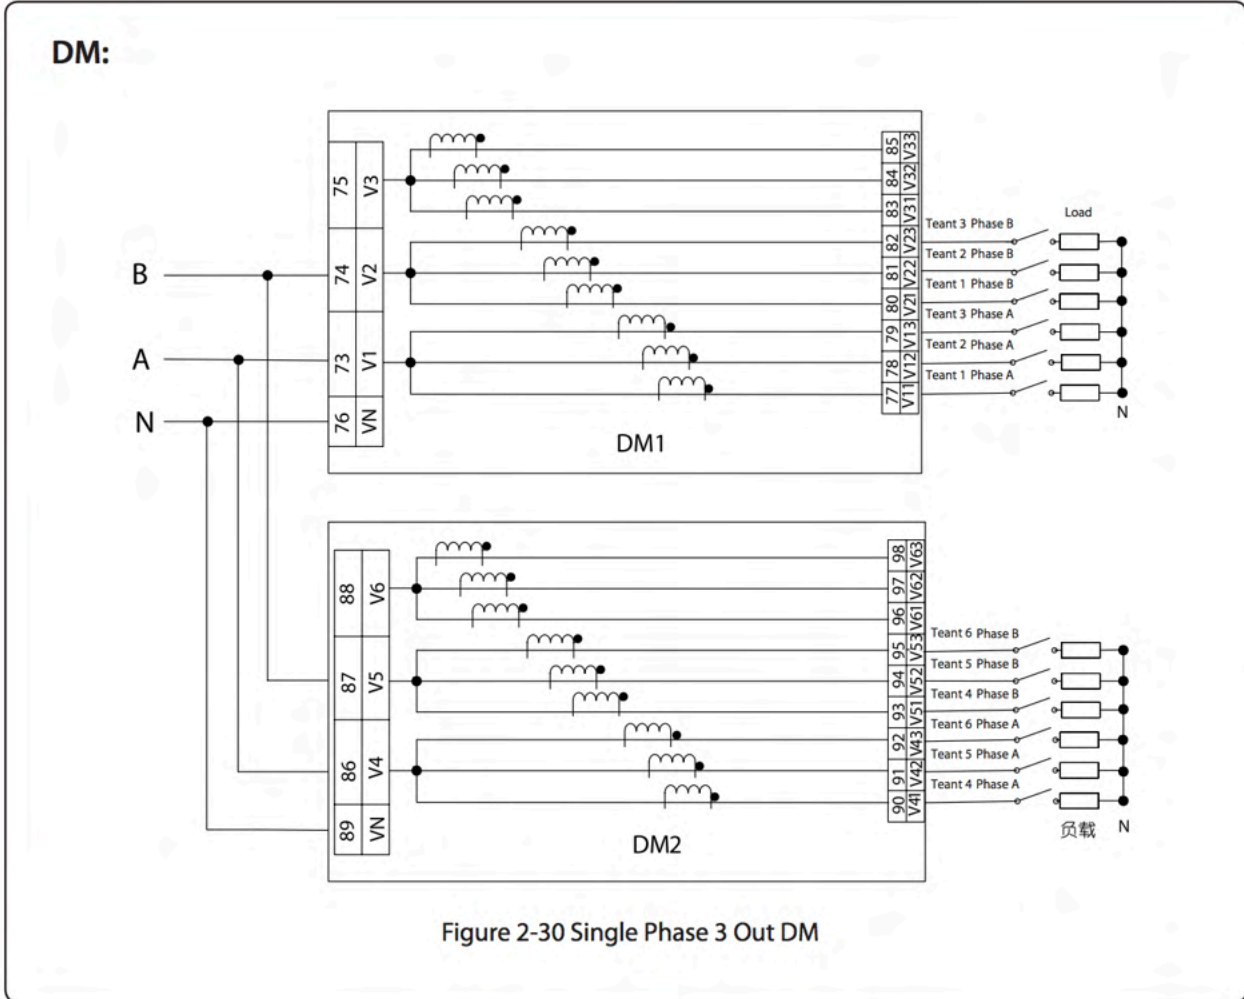 DM:
85 V33
84 V32
75 V3
83 V31
82 V23
Teant 3 Phase B
Load
B
74 V2
81 V22
Teant 2 Phase B
80 V21
Teant 1 Phase B
79 V13
Teant 3 Phase A
A
73 V1
78 V12
Teant 2 Phase A
77 V11
Teant 1 Phase A
N
N
76 VN
DM1
98 V63
97 V62
88 V6
96 V61
95 V53
Teant 6 Phase B
87 V5
94 V52
Teant 5 Phase B
93 V51
Teant 4 Phase B
92 V43
Teant 6 Phase A
86 V4
91 V42
Teant 5 Phase A
90 V41
Teant 4 Phase A
负载
N
89 VN
DM2
Figure 2-30 Single Phase 3 Out DM